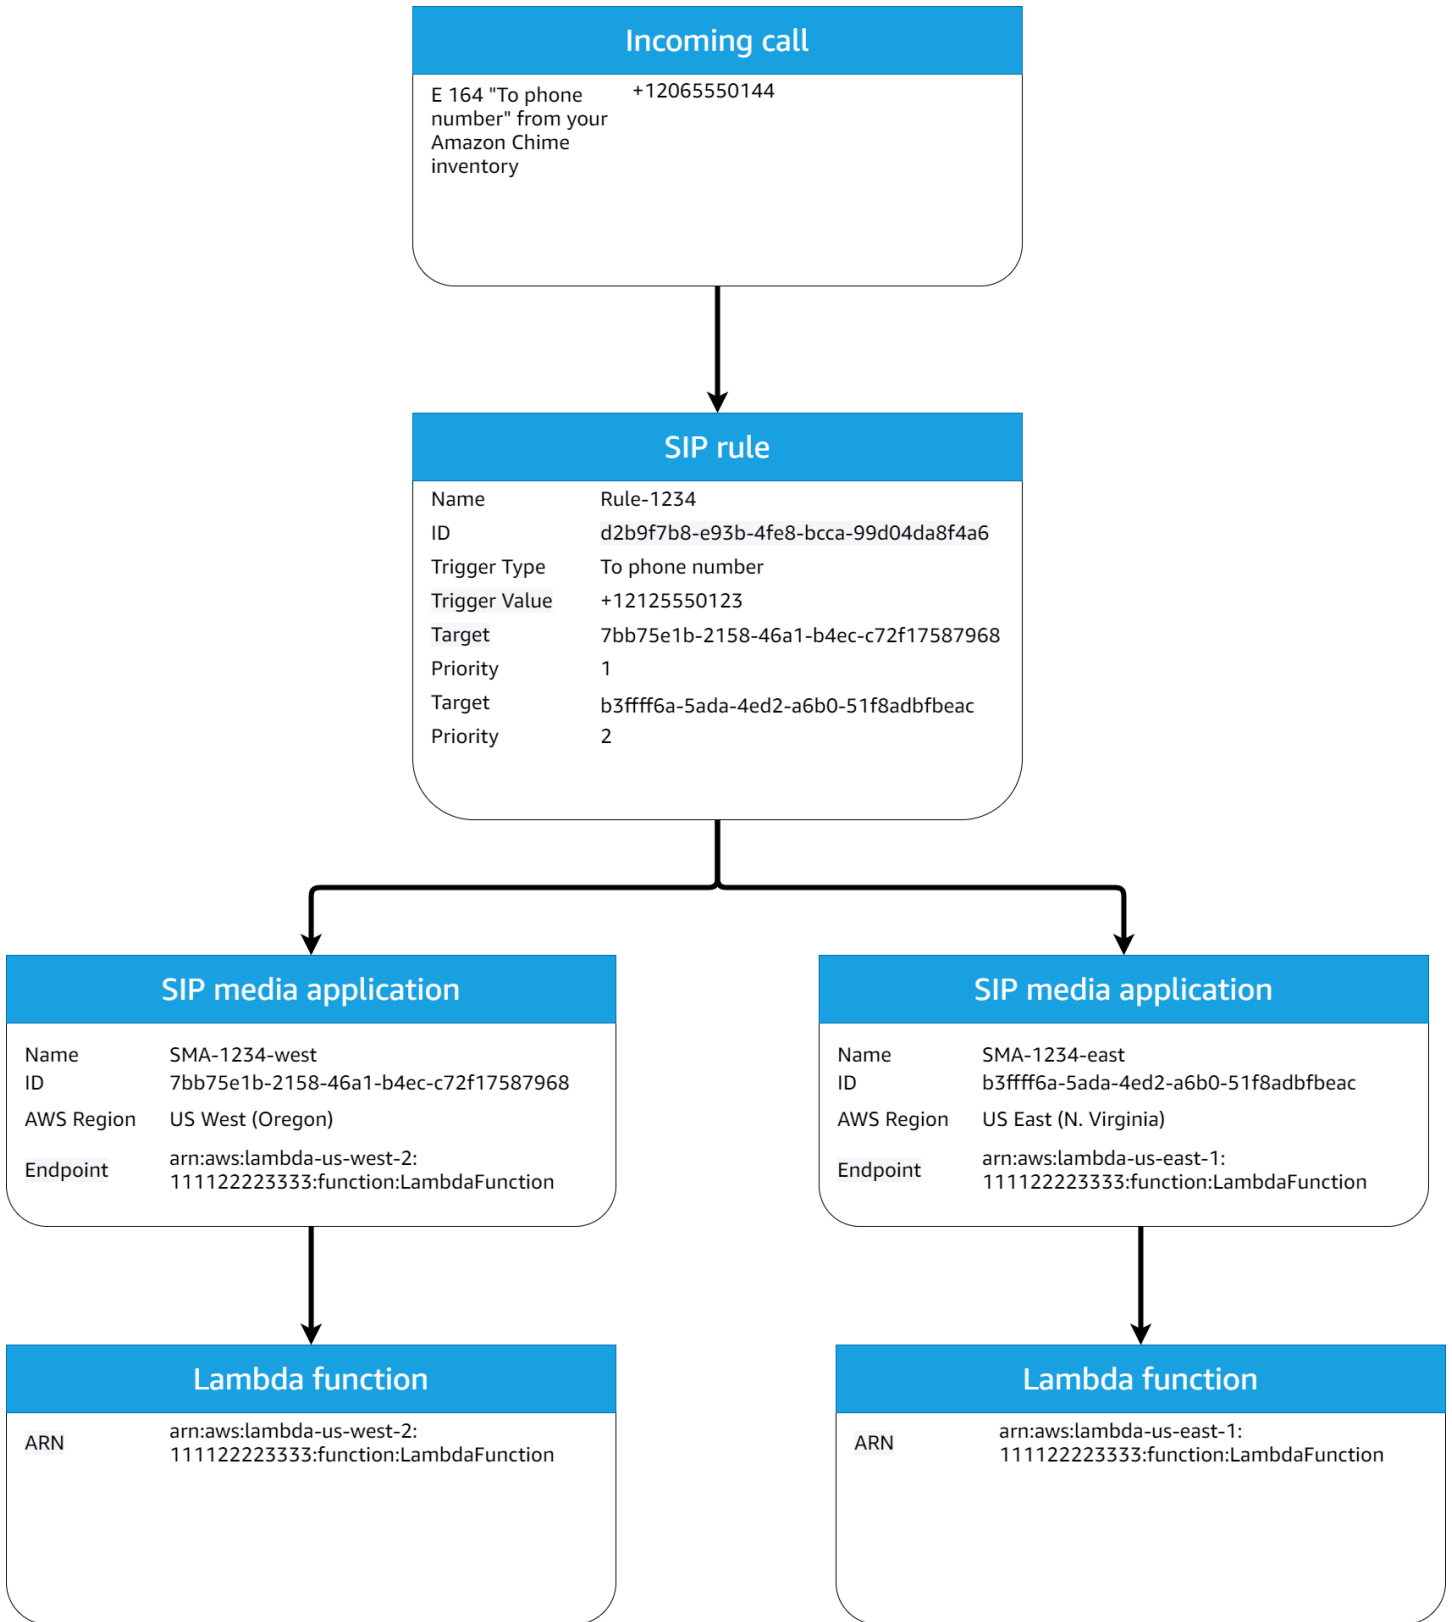 Incoming call
E 164 "To phone
number" from your
Amazon Chime
inventory
+12065550144
SIP rule
Name Rule-1234
ID d2b9f7b8-e93b-4fe8-bcca-99d04da8f4a6
Trigger Type To phone number
Trigger Value +12125550123
Target 7bb75e1b-2158-46a1-b4ec-c72f17587968
Priority 1
Target b3ffff6a-5ada-4ed2-a6b0-51f8adbfbeac
Priority 2
SIP media application
Name SMA-1234-west
ID 7bb75e1b-2158-46a1-b4ec-c72f17587968
AWS Region US West (Oregon)
Endpoint arn:aws:lambda-us-west-2:
111122223333:function:LambdaFunction
SIP media application
Name SMA-1234-east
ID b3ffff6a-5ada-4ed2-a6b0-51f8adbfbeac
AWS Region US East (N. Virginia)
Endpoint arn:aws:lambda-us-east-1:
111122223333:function:LambdaFunction
Lambda function
ARN arn:aws:lambda-us-west-2:
111122223333:function:LambdaFunction
Lambda function
ARN arn:aws:lambda-us-east-1:
111122223333:function:LambdaFunction